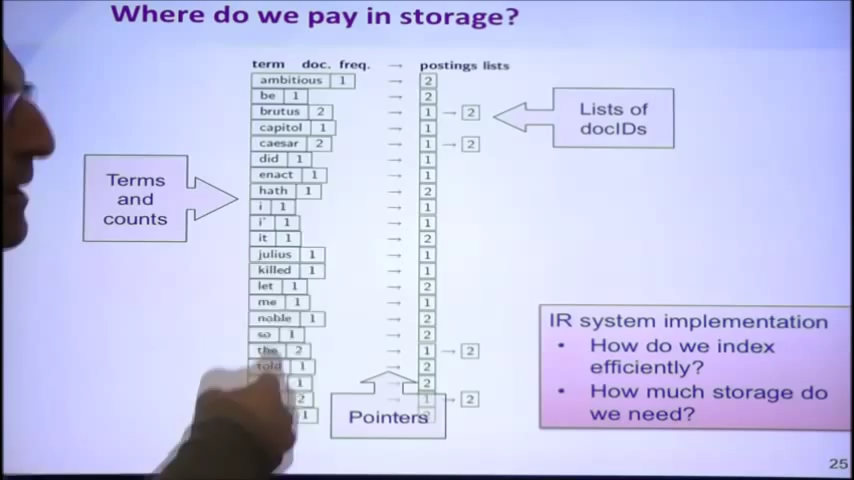 Where do we pay in storage?
term doc. freq. → postings lists
ambitious 1 → 2
be 1 → 2
brutus 2 → 1 → 2
capitol 1 → 1
caesar 2 → 1 → 2
did 1 → 1
enact 1 → 1
hath 1 → 2
i 1 → 1
i' 1 → 1
it 1 → 2
julius 1 → 1
killed 1 → 1
let 1 → 2
me 1 → 1
noble 1 → 2
so 1 → 2
the 2 → 1 → 2
told 1 → 2
1 → 2
2 1 → 2
1
Lists of
docIDs
Terms
and
counts
Pointers
IR system implementation
• How do we index
efficiently?
• How much storage do
we need?
25